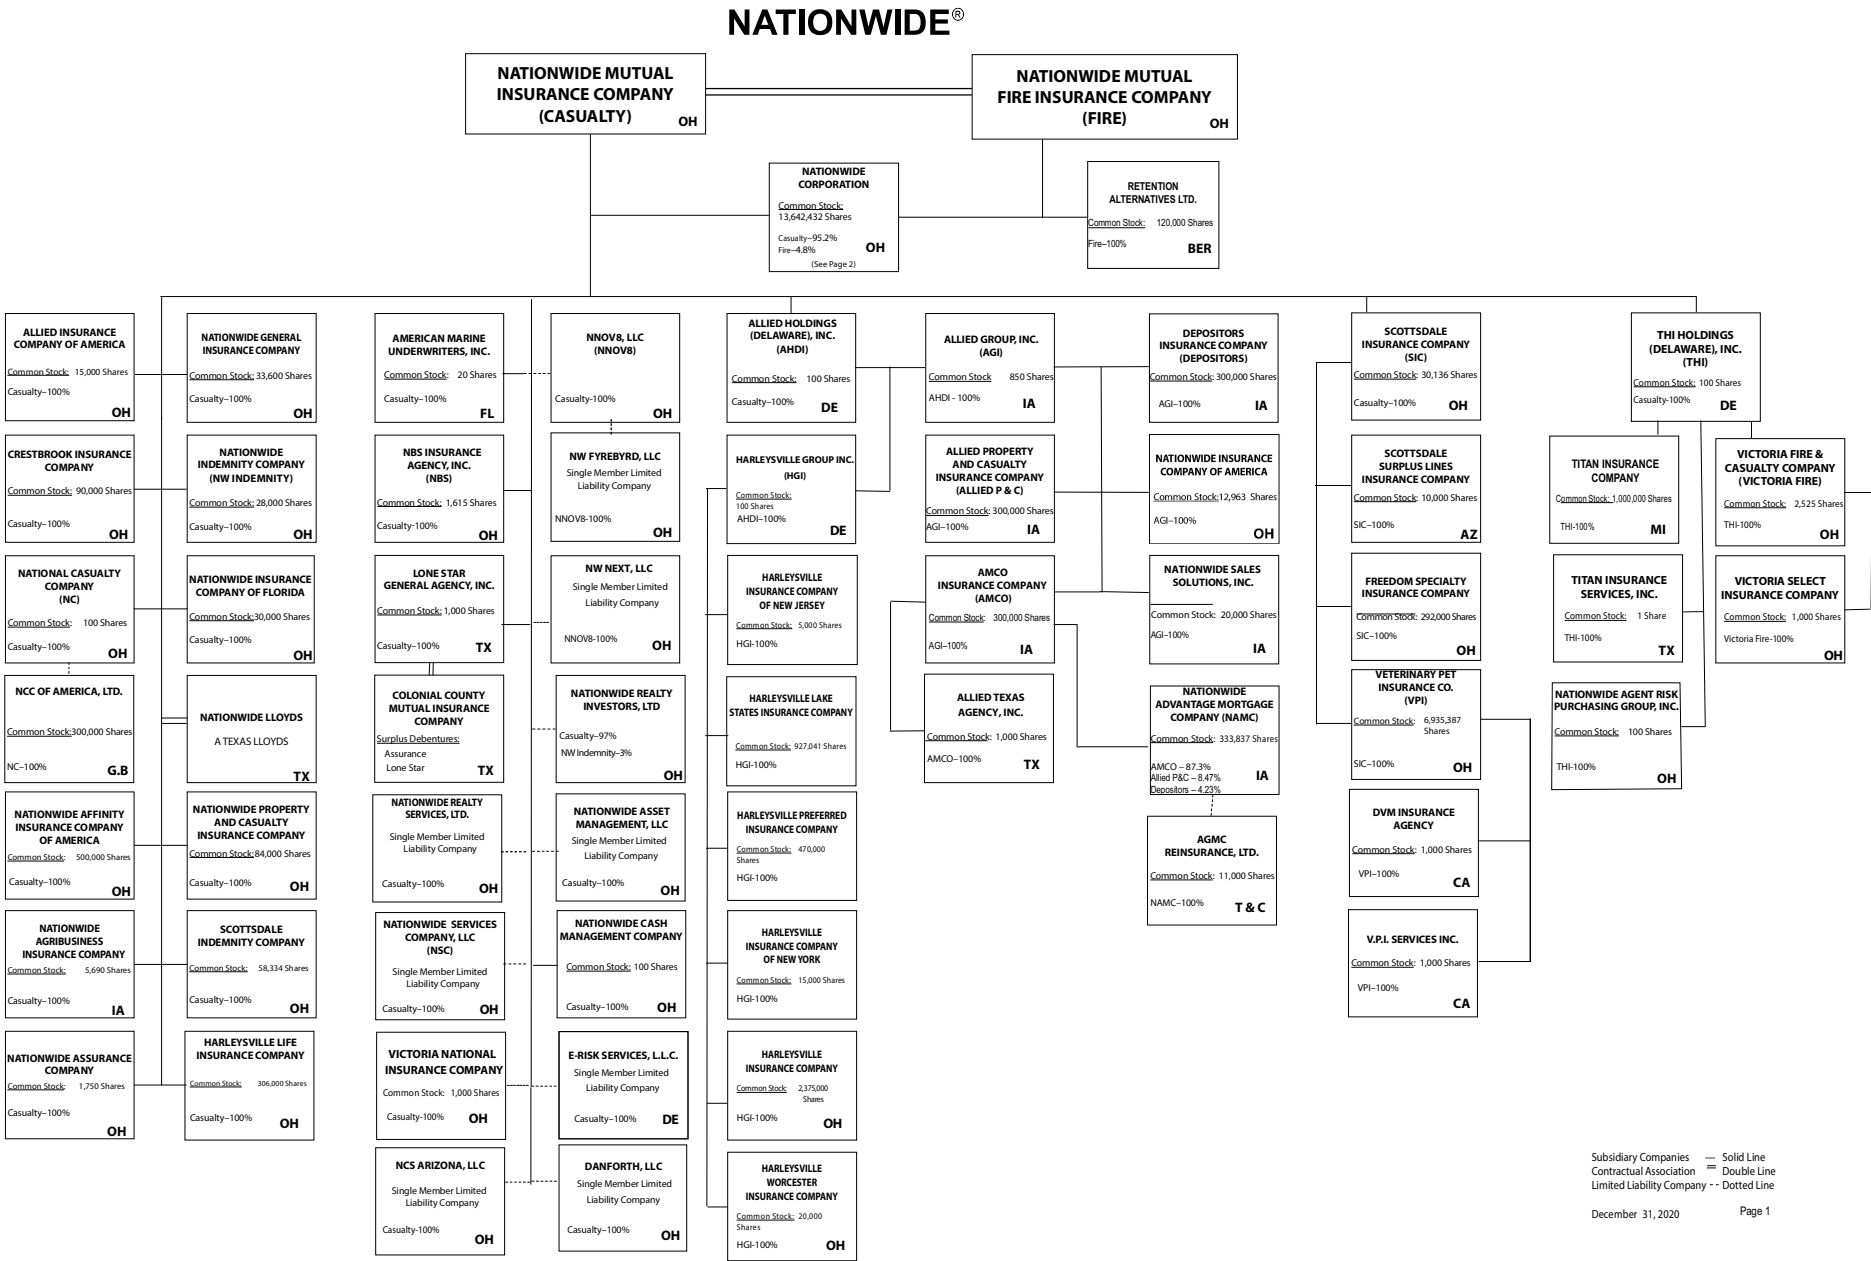 NATIONWIDE®
NATIONWIDE MUTUAL
INSURANCE COMPANY
(CASUALTY)
OH
NATIONWIDE MUTUAL
FIRE INSURANCE COMPANY
(FIRE)
OH
NATIONWIDE
CORPORATION
Common Stock:
13,642,432 Shares
Casualty–95.2%
Fire–4.8%
OH
(See Page 2)
RETENTION
ALTERNATIVES LTD.
Common Stock: 120,000 Shares
Fire–100%
BER
ALLIED INSURANCE
COMPANY OF AMERICA
Common Stock: 15,000 Shares
Casualty–100%
OH
CRESTBROOK INSURANCE
COMPANY
Common Stock: 90,000 Shares
Casualty–100%
OH
NATIONAL CASUALTY
COMPANY
(NC)
Common Stock: 100 Shares
Casualty–100%
OH
NCC OF AMERICA, LTD.
Common Stock:300,000 Shares
NC–100%
G.B
NATIONWIDE AFFINITY
INSURANCE COMPANY
OF AMERICA
Common Stock: 500,000 Shares
Casualty–100%
OH
NATIONWIDE
AGRIBUSINESS
INSURANCE COMPANY
Common Stock: 5,690 Shares
Casualty–100%
IA
NATIONWIDE ASSURANCE
COMPANY
Common Stock: 1,750 Shares
Casualty–100%
OH
NATIONWIDE GENERAL
INSURANCE COMPANY
Common Stock: 33,600 Shares
Casualty–100%
OH
NATIONWIDE
INDEMNITY COMPANY
(NW INDEMNITY)
Common Stock: 28,000 Shares
Casualty–100%
OH
NATIONWIDE INSURANCE
COMPANY OF FLORIDA
Common Stock:30,000 Shares
Casualty–100%
OH
NATIONWIDE LLOYDS
A TEXAS LLOYDS
TX
NATIONWIDE PROPERTY
AND CASUALTY
INSURANCE COMPANY
Common Stock:84,000 Shares
Casualty–100%
OH
SCOTTSDALE
INDEMNITY COMPANY
Common Stock: 58,334 Shares
Casualty–100%
OH
HARLEYSVILLE LIFE
INSURANCE COMPANY
Common Stock: 306,000 Shares
Casualty–100%
OH
AMERICAN MARINE
UNDERWRITERS, INC.
Common Stock: 20 Shares
Casualty–100%
FL
NBS INSURANCE
AGENCY, INC.
(NBS)
Common Stock: 1,615 Shares
Casualty-100%
OH
LONE STAR
GENERAL AGENCY, INC.
Common Stock: 1,000 Shares
Casualty–100%
TX
COLONIAL COUNTY
MUTUAL INSURANCE
COMPANY
Surplus Debentures:
Assurance
Lone Star
TX
NATIONWIDE REALTY
SERVICES, LTD.
Single Member Limited
Liability Company
Casualty–100%
OH
NATIONWIDE SERVICES
COMPANY, LLC
(NSC)
Single Member Limited
Liability Company
Casualty–100%
OH
VICTORIA NATIONAL
INSURANCE COMPANY
Common Stock: 1,000 Shares
Casualty-100%
OH
NCS ARIZONA, LLC
Single Member Limited
Liability Company
Casualty-100%
OH
NNOV8, LLC
(NNOV8)
Casualty-100%
OH
NW FYREBYRD, LLC
Single Member Limited
Liability Company
NNOV8-100%
OH
NW NEXT, LLC
Single Member Limited
Liability Company
NNOV8-100%
OH
NATIONWIDE REALTY
INVESTORS, LTD
Casualty–97%
NW Indemnity–3%
OH
NATIONWIDE ASSET
MANAGEMENT, LLC
Single Member Limited
Liability Company
Casualty–100%
OH
NATIONWIDE CASH
MANAGEMENT COMPANY
Common Stock: 100 Shares
Casualty–100%
OH
E-RISK SERVICES, L.L.C.
Single Member Limited
Liability Company
Casualty–100%
DE
DANFORTH, LLC
Single Member Limited
Liability Company
Casualty–100%
OH
ALLIED HOLDINGS
(DELAWARE), INC.
(AHDI)
Common Stock: 100 Shares
Casualty–100%
DE
HARLEYSVILLE GROUP INC.
(HGI)
Common Stock:
100 Shares
AHDI–100%
DE
HARLEYSVILLE
INSURANCE COMPANY
OF NEW JERSEY
Common Stock: 5,000 Shares
HGI-100%
HARLEYSVILLE LAKE
STATES INSURANCE COMPANY
Common Stock: 927,041 Shares
HGI-100%
HARLEYSVILLE PREFERRED
INSURANCE COMPANY
Common Stock: 470,000
Shares
HGI-100%
HARLEYSVILLE
INSURANCE COMPANY
OF NEW YORK
Common Stock: 15,000 Shares
HGI-100%
HARLEYSVILLE
INSURANCE COMPANY
Common Stock: 2,375,000
Shares
HGI-100%
OH
HARLEYSVILLE
WORCESTER
INSURANCE COMPANY
Common Stock: 20,000
Shares
HGI-100%
OH
ALLIED GROUP, INC.
(AGI)
Common Stock 850 Shares
AHDI - 100%
IA
ALLIED PROPERTY
AND CASUALTY
INSURANCE COMPANY
(ALLIED P & C)
Common Stock: 300,000 Shares
AGI–100%
IA
AMCO
INSURANCE COMPANY
(AMCO)
Common Stock: 300,000 Shares
AGI–100%
IA
ALLIED TEXAS
AGENCY, INC.
Common Stock: 1,000 Shares
AMCO–100%
TX
DEPOSITORS
INSURANCE COMPANY
(DEPOSITORS)
Common Stock: 300,000 Shares
AGI–100%
IA
NATIONWIDE INSURANCE
COMPANY OF AMERICA
Common Stock:12,963 Shares
AGI–100%
OH
NATIONWIDE SALES
SOLUTIONS, INC.
Common Stock: 20,000 Shares
AGI–100%
IA
NATIONWIDE
ADVANTAGE MORTGAGE
COMPANY (NAMC)
Common Stock: 333,837 Shares
AMCO – 87.3%
Allied P&C – 8.47%
Depositors – 4.23%
IA
AGMC
REINSURANCE, LTD.
Common Stock: 11,000 Shares
NAMC–100%
T & C
SCOTTSDALE
INSURANCE COMPANY
(SIC)
Common Stock: 30,136 Shares
Casualty–100%
OH
SCOTTSDALE
SURPLUS LINES
INSURANCE COMPANY
Common Stock: 10,000 Shares
SIC–100%
AZ
FREEDOM SPECIALTY
INSURANCE COMPANY
Common Stock: 292,000 Shares
SIC–100%
OH
VETERINARY PET
INSURANCE CO.
(VPI)
Common Stock: 6,935,387
Shares
SIC–100%
OH
DVM INSURANCE
AGENCY
Common Stock: 1,000 Shares
VPI–100%
CA
V.P.I. SERVICES INC.
Common Stock: 1,000 Shares
VPI–100%
CA
THI HOLDINGS
(DELAWARE), INC.
(THI)
Common Stock: 100 Shares
Casualty-100%
DE
TITAN INSURANCE
COMPANY
Common Stock: 1,000,000 Shares
THI-100%
MI
TITAN INSURANCE
SERVICES, INC.
Common Stock: 1 Share
THI-100%
TX
NATIONWIDE AGENT RISK
PURCHASING GROUP, INC.
Common Stock: 100 Shares
THI-100%
OH
VICTORIA FIRE &
CASUALTY COMPANY
(VICTORIA FIRE)
Common Stock: 2,525 Shares
THI-100%
OH
VICTORIA SELECT
INSURANCE COMPANY
Common Stock: 1,000 Shares
Victoria Fire-100%
OH
Subsidiary Companies — Solid Line
Contractual Association = Double Line
Limited Liability Company - - Dotted Line
December 31, 2020 Page 1